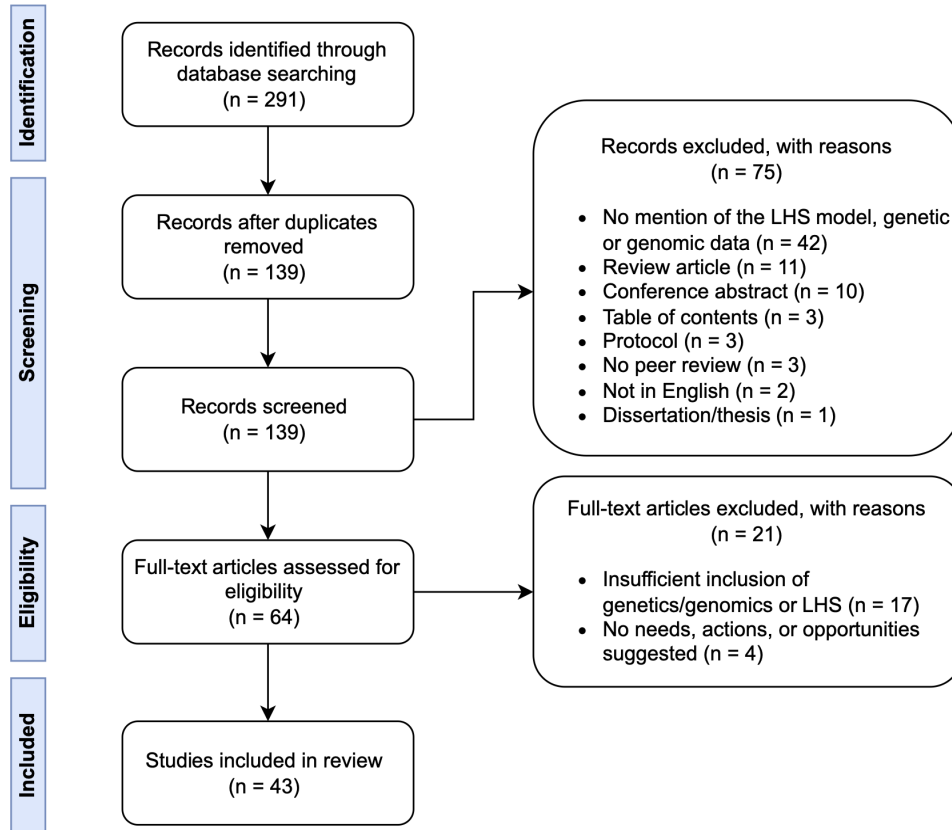 Identification
Records identified through
database searching
(n = 291)
Screening
Records after duplicates
removed
(n = 139)
Records screened
(n = 139)
Records excluded, with reasons
(n = 75)
• No mention of the LHS model, genetic
or genomic data (n = 42)
• Review article (n = 11)
• Conference abstract (n = 10)
• Table of contents (n = 3)
• Protocol (n = 3)
• No peer review (n = 3)
• Not in English (n = 2)
• Dissertation/thesis (n = 1)
Eligibility
Full-text articles assessed for
eligibility
(n = 64)
Full-text articles excluded, with reasons
(n = 21)
• Insufficient inclusion of
genetics/genomics or LHS (n = 17)
• No needs, actions, or opportunities
suggested (n = 4)
Included
Studies included in review
(n = 43)